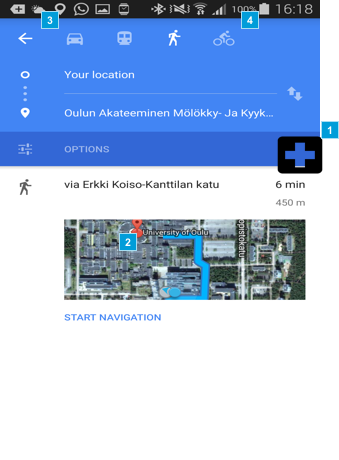 3
4
100%
16:18
Your location
Oulun Akateeminen Mölökky- Ja Kyyk...
1
OPTIONS
via Erkki Koiso-Kanttilan katu
6 min
450 m
University of Oulu
2
opistokatu
START NAVIGATION